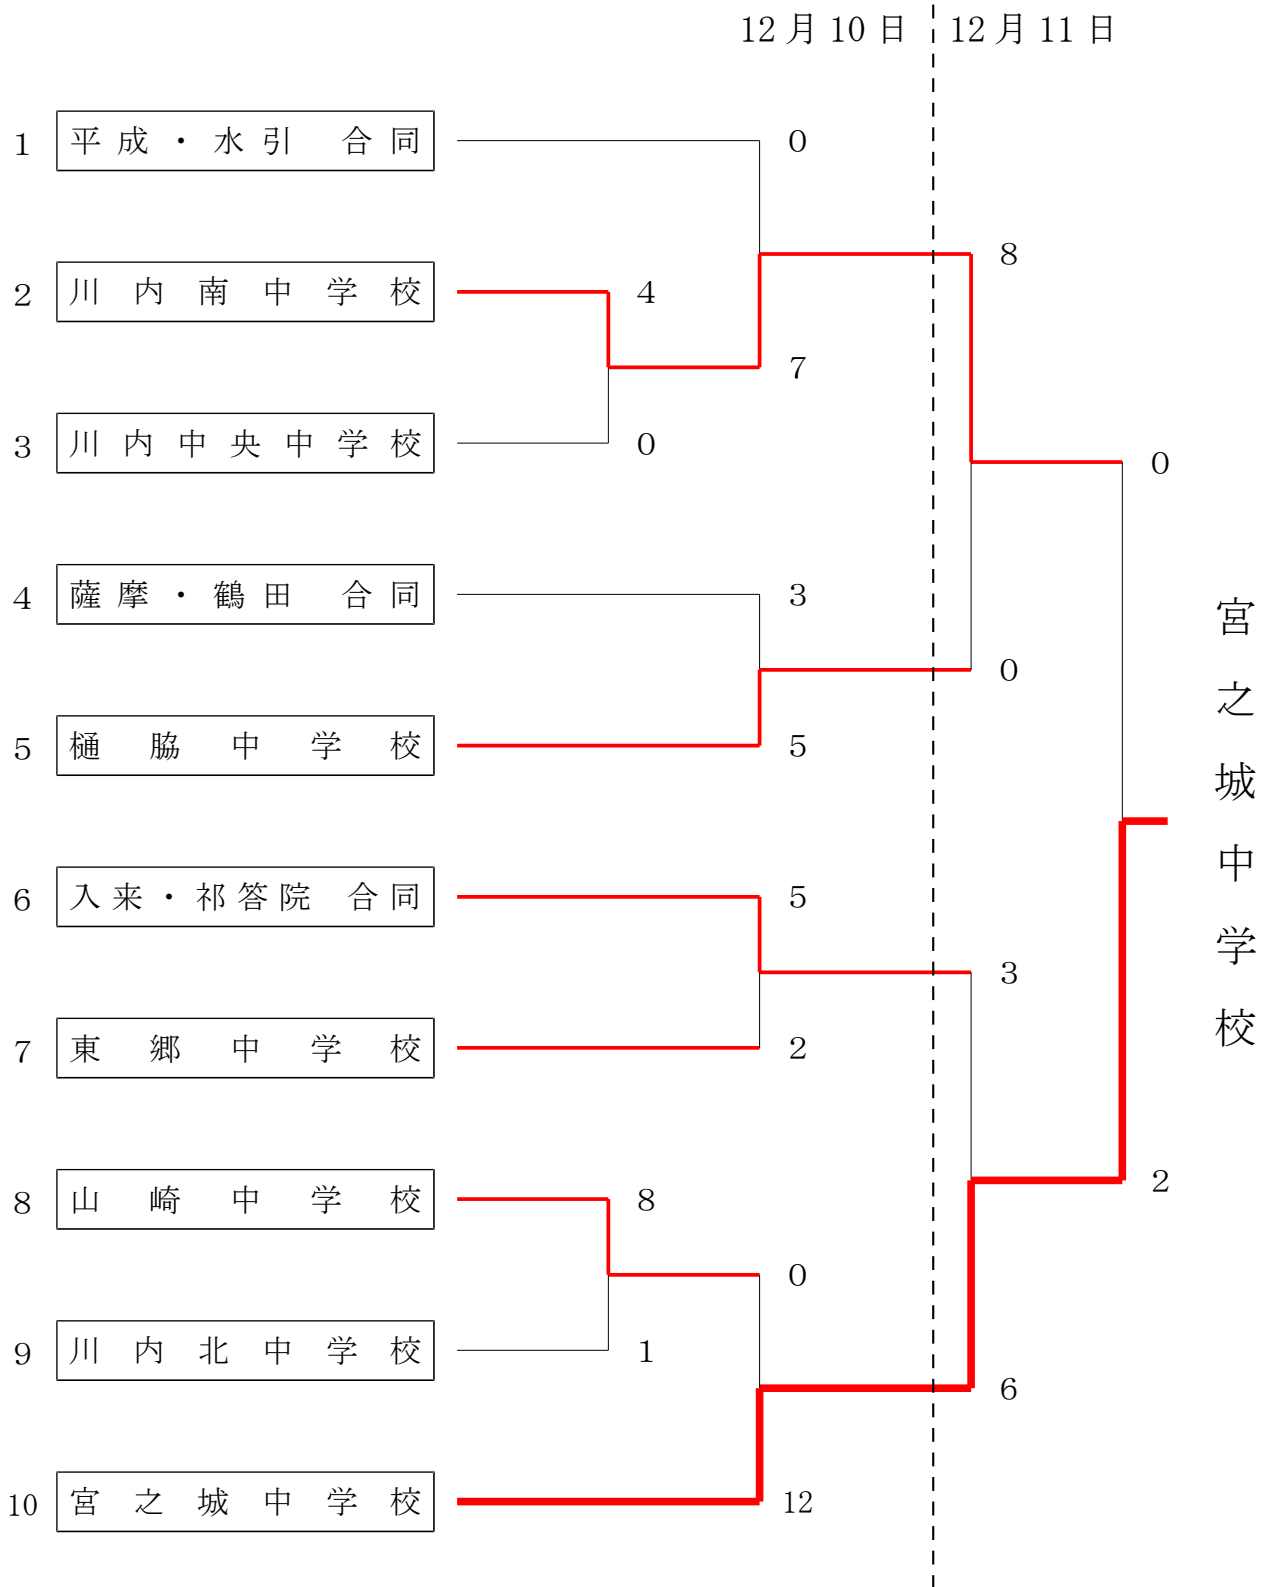 12月10日 12月11日
1 平成・水引 合同 0
8
2 川内南中学校 4
7
3 川内中央中学校 0
0
4 薩摩・鶴田 合同 3
0
5 樋脇中学校 5
宮之城中学校
6 入来・祁答院 合同 5
3
7 東郷中学校 2
2
8 山崎中学校 8
0
9 川内北中学校 1
6
10 宮之城中学校 12